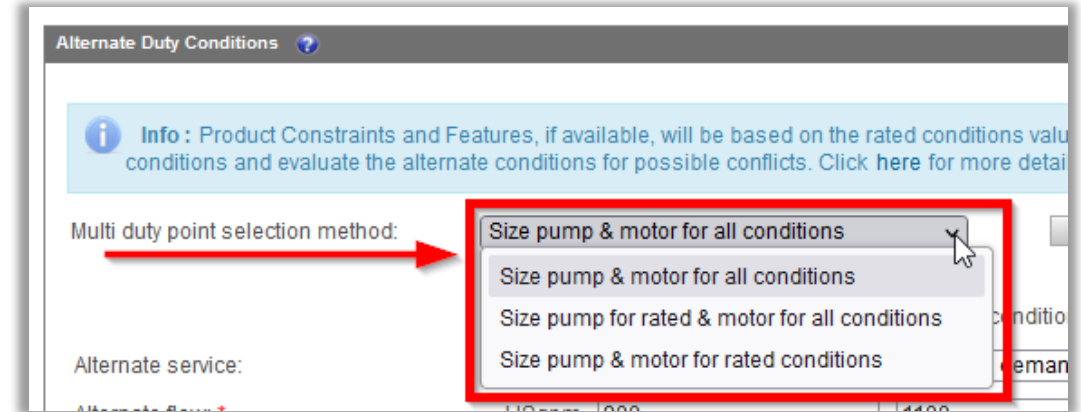 Alternate Duty Conditions ?
i Info : Product Constraints and Features, if available, will be based on the rated conditions valu
conditions and evaluate the alternate conditions for possible conflicts. Click here for more detai
Multi duty point selection method: Size pump & motor for all conditions
Size pump & motor for all conditions
Size pump for rated & motor for all conditions
Size pump & motor for rated conditions
Alternate service: